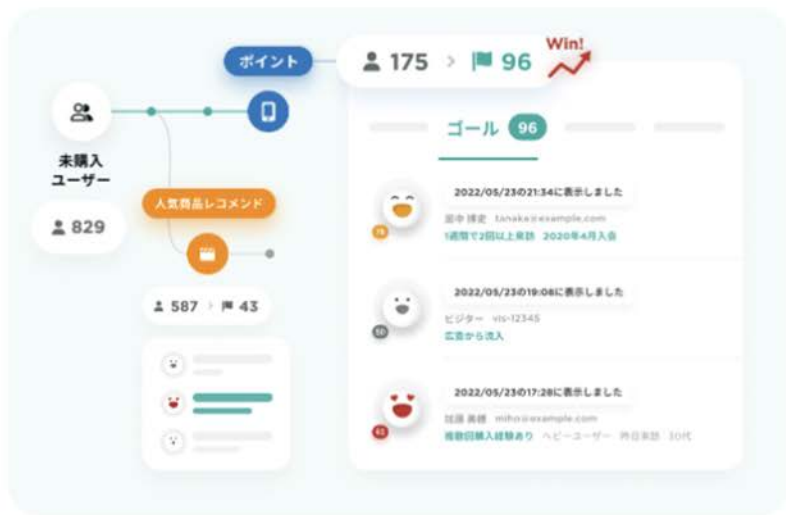 ポイント
175 > 96
Win!
未購入
ユーザー
829
人気商品レコメンド
587 > 43
ゴール 96
2022/05/23の21:34に表示しました
田中 博史 tanaka@example.com
1週間で2回以上来訪 2020年4月入会
2022/05/23の19:08に表示しました
ビジター vis-12345
広告から流入
50
2022/05/23の17:28に表示しました
加藤 美穂 miho@example.com
複数回購入経験あり ヘビーユーザー 昨日来訪 30代